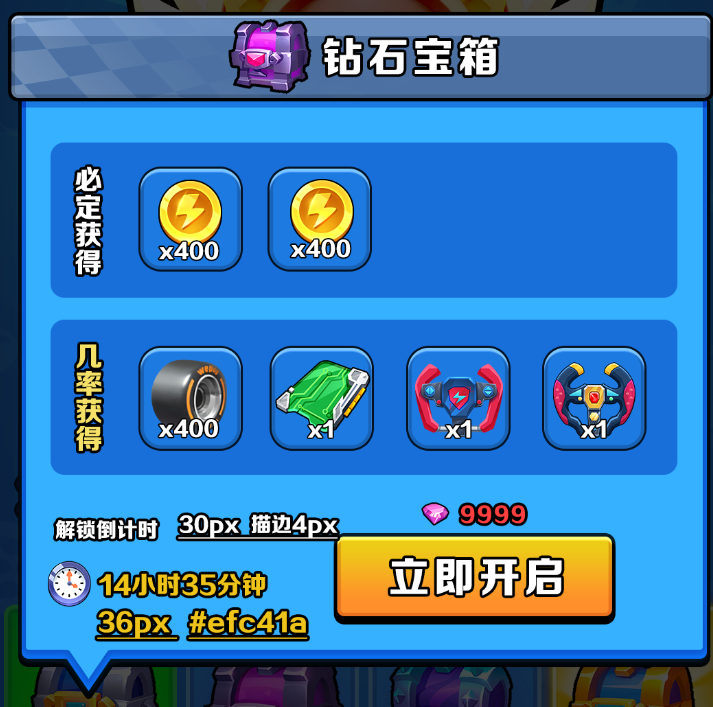 钻石宝箱
必定获得
x400
x400
几率获得
x400
x1
x1
x1
解锁倒计时 30px 描边4px
9999
14小时35分钟
立即开启
36px #efc41a